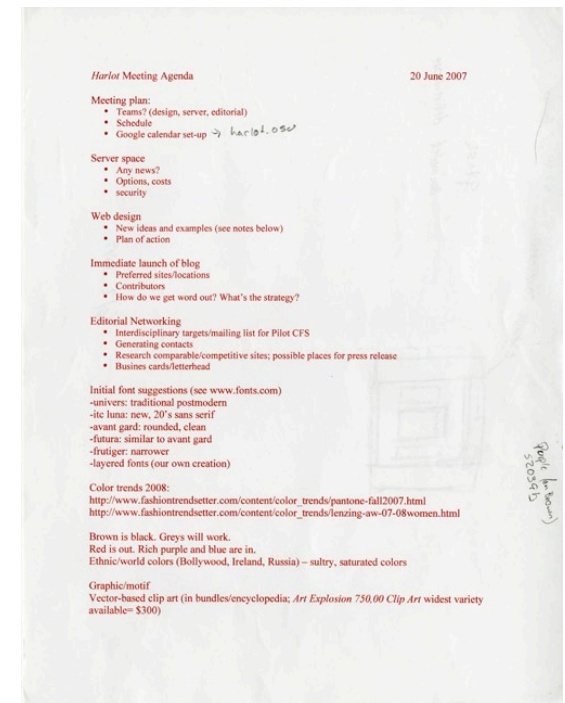 Harlot Meeting Agenda 20 June 2007
Meeting plan:
• Teams? (design, server, editorial)
• Schedule
• Google calendar set-up → harlot.osu
Server space
• Any news?
• Options, costs
• security
Web design
• New ideas and examples (see notes below)
• Plan of action
Immediate launch of blog
• Preferred sites/locations
• Contributors
• How do we get word out? What's the strategy?
Editorial Networking
• Interdisciplinary targets/mailing list for Pilot CFS
• Generating contacts
• Research comparable/competitive sites; possible places for press release
• Busines cards/letterhead
Initial font suggestions (see www.fonts.com)
-univers: traditional postmodern
-itc luna: new, 20's sans serif
-avant gard: rounded, clean
-futura: similar to avant gard
-frutiger: narrower
-layered fonts (our own creation)
Color trends 2008:
http://www.fashiontrendsetter.com/content/color_trends/pantone-fall2007.html
http://www.fashiontrendsetter.com/content/color_trends/lenzing-aw-07-08women.html
Brown is black. Greys will work.
Red is out. Rich purple and blue are in.
Ethnic/world colors (Bollywood, Ireland, Russia) – sultry, saturated colors
Graphic/motif
Vector-based clip art (in bundles/encyclopedia; Art Explosion 750,00 Clip Art widest variety
available= $300)